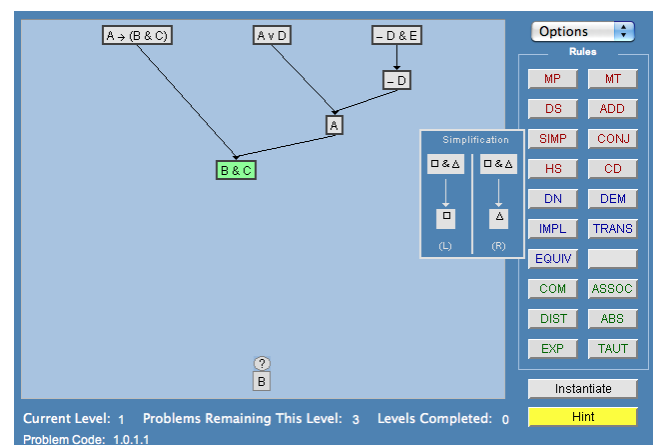 A → (B & C)
A v D
– D & E
– D
A
B & C
Simplification
□ & △
□ & △
□
△
(L)
(R)
?
B
Options
Rules
MP
MT
DS
ADD
SIMP
CONJ
HS
CD
DN
DEM
IMPL
TRANS
EQUIV
COM
ASSOC
DIST
ABS
EXP
TAUT
Instantiate
Hint
Current Level: 1 Problems Remaining This Level: 3 Levels Completed: 0
Problem Code: 1.0.1.1